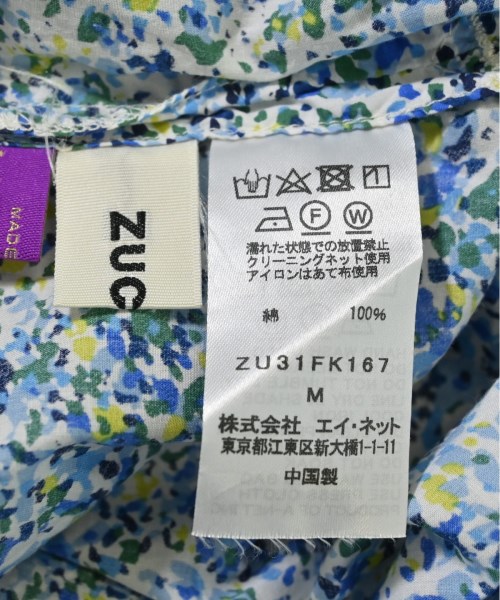 MADE
ZUC
濡れた状態での放置禁止
クリーニングネット使用
アイロンはあて布使用
綿 100%
ZU31FK167
M
株式会社 エイ・ネット
東京都江東区新大橋1-1-11
中国製
F W